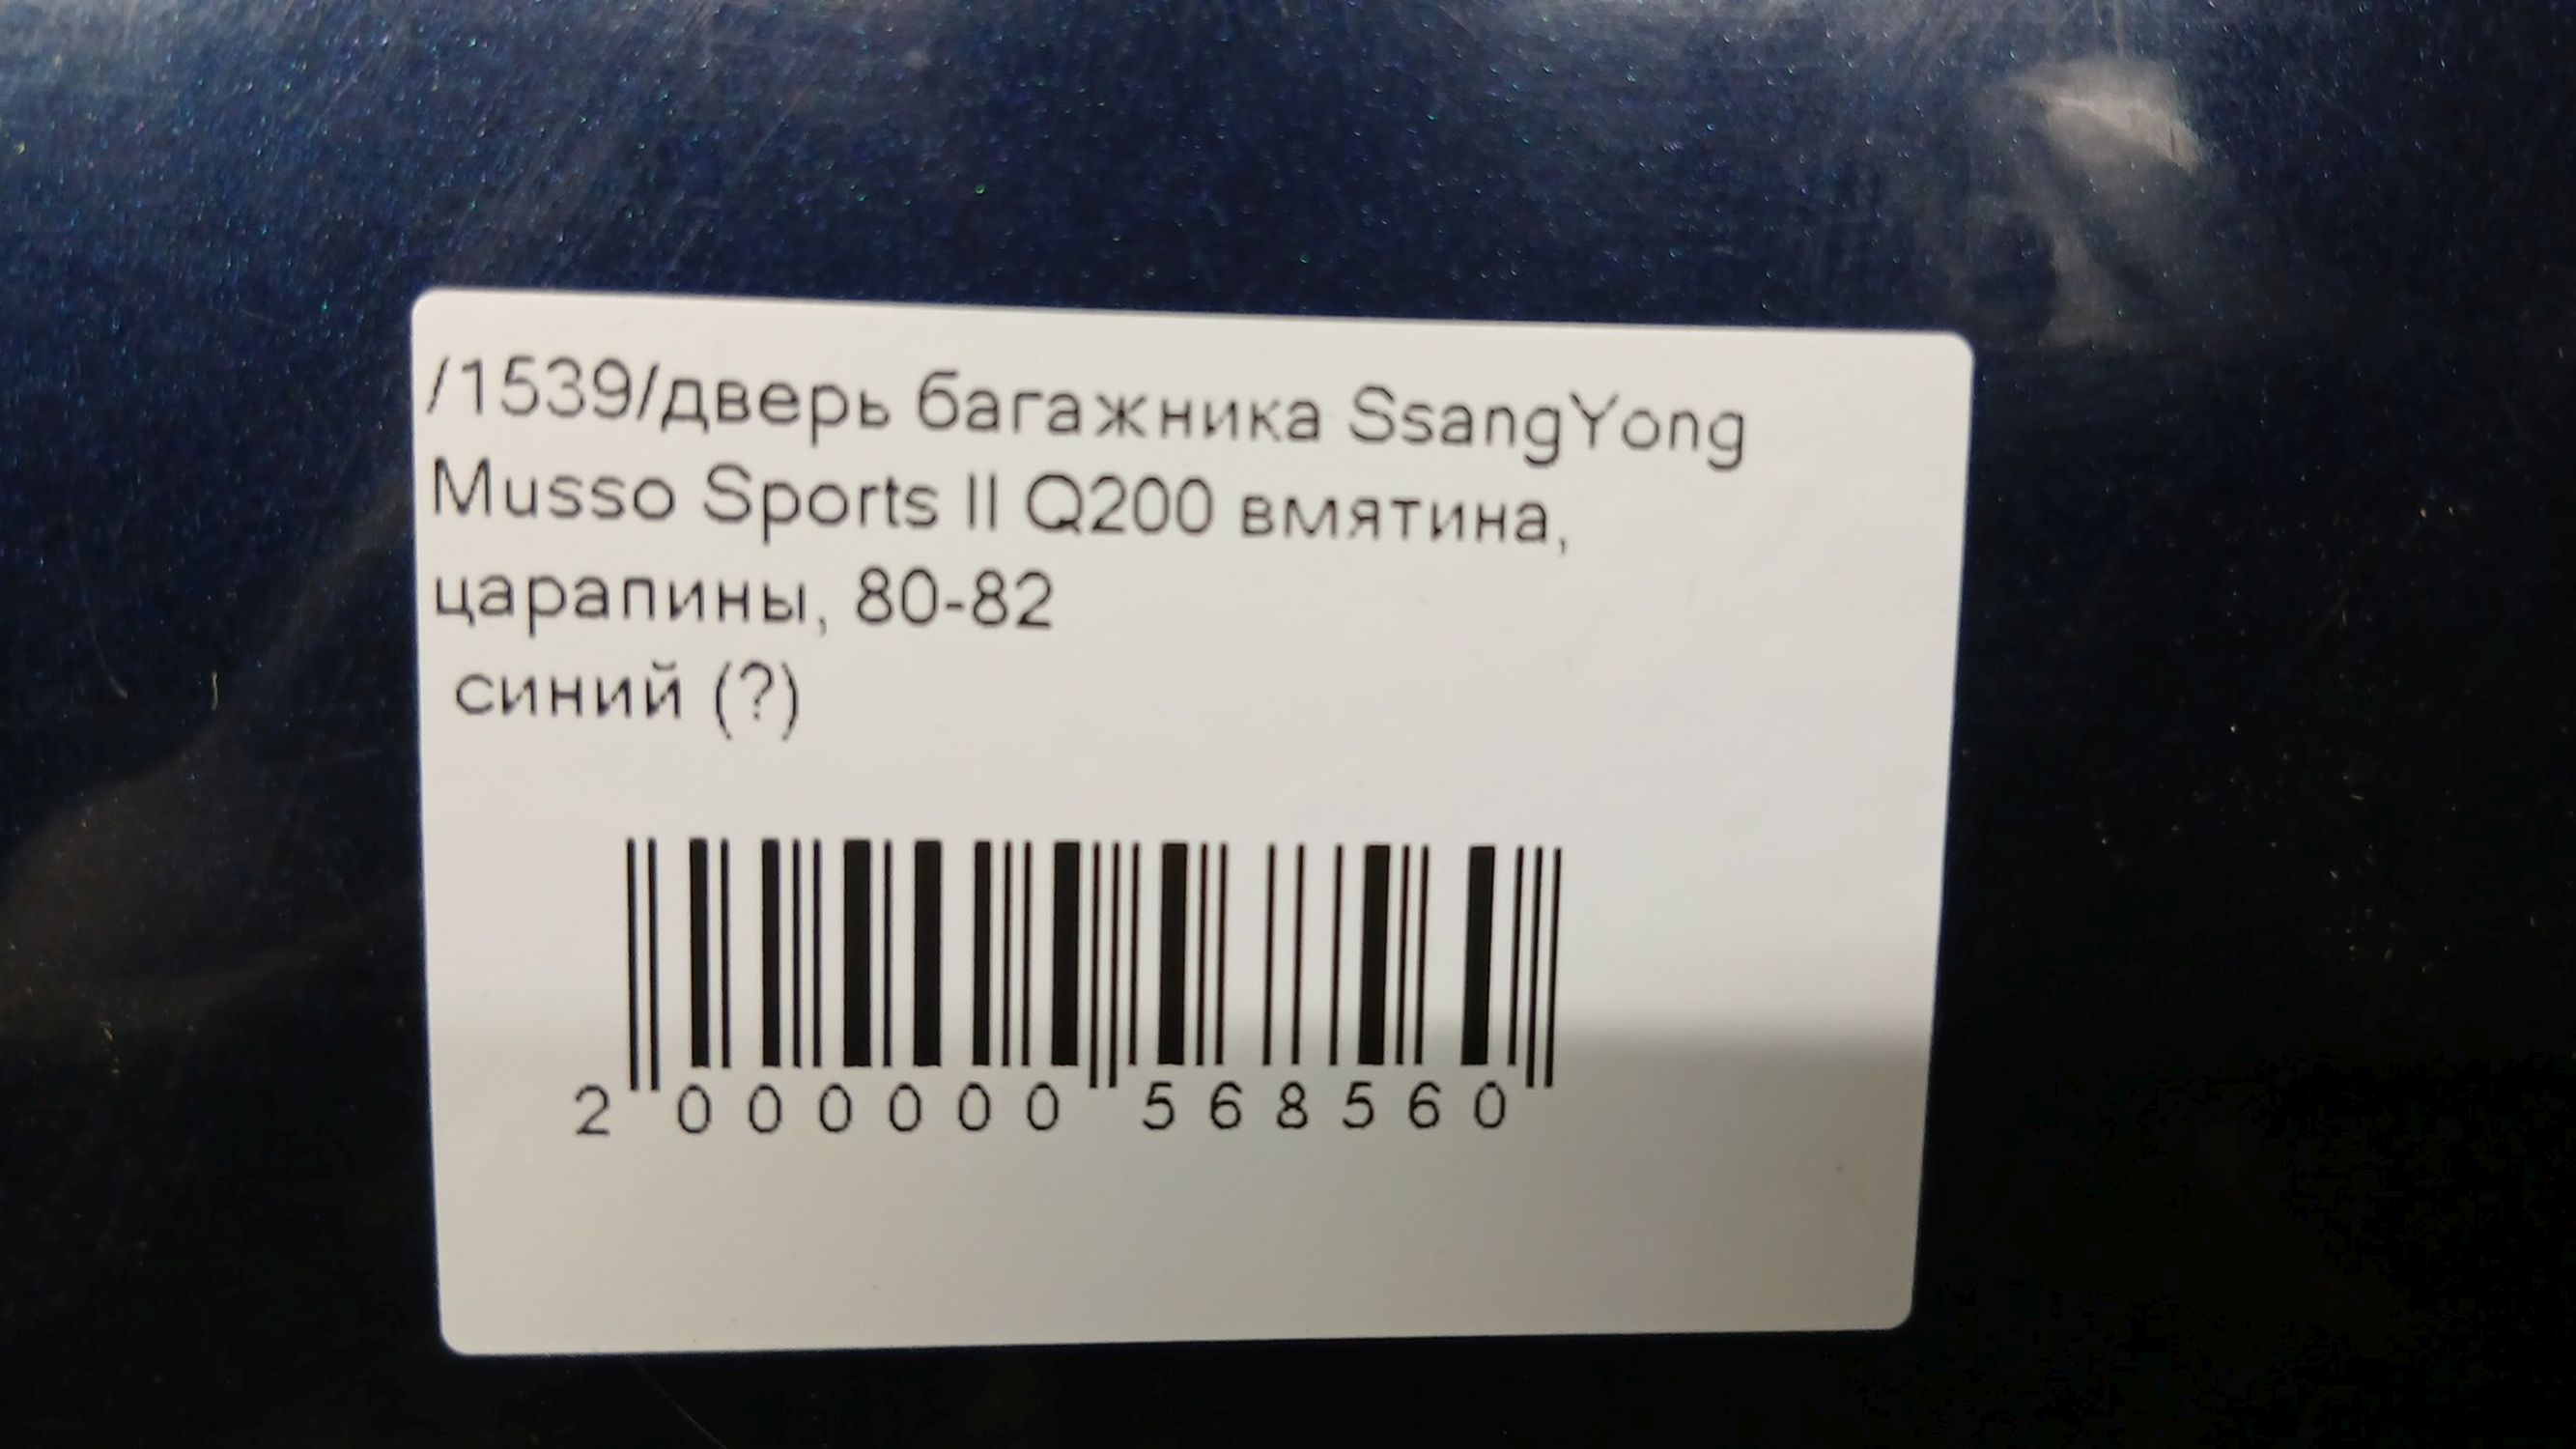 /1539/дверь багажника SsangYong
Musso Sports II Q200 вмятина,
царапины, 80-82
синий (?)
2 000000 568560